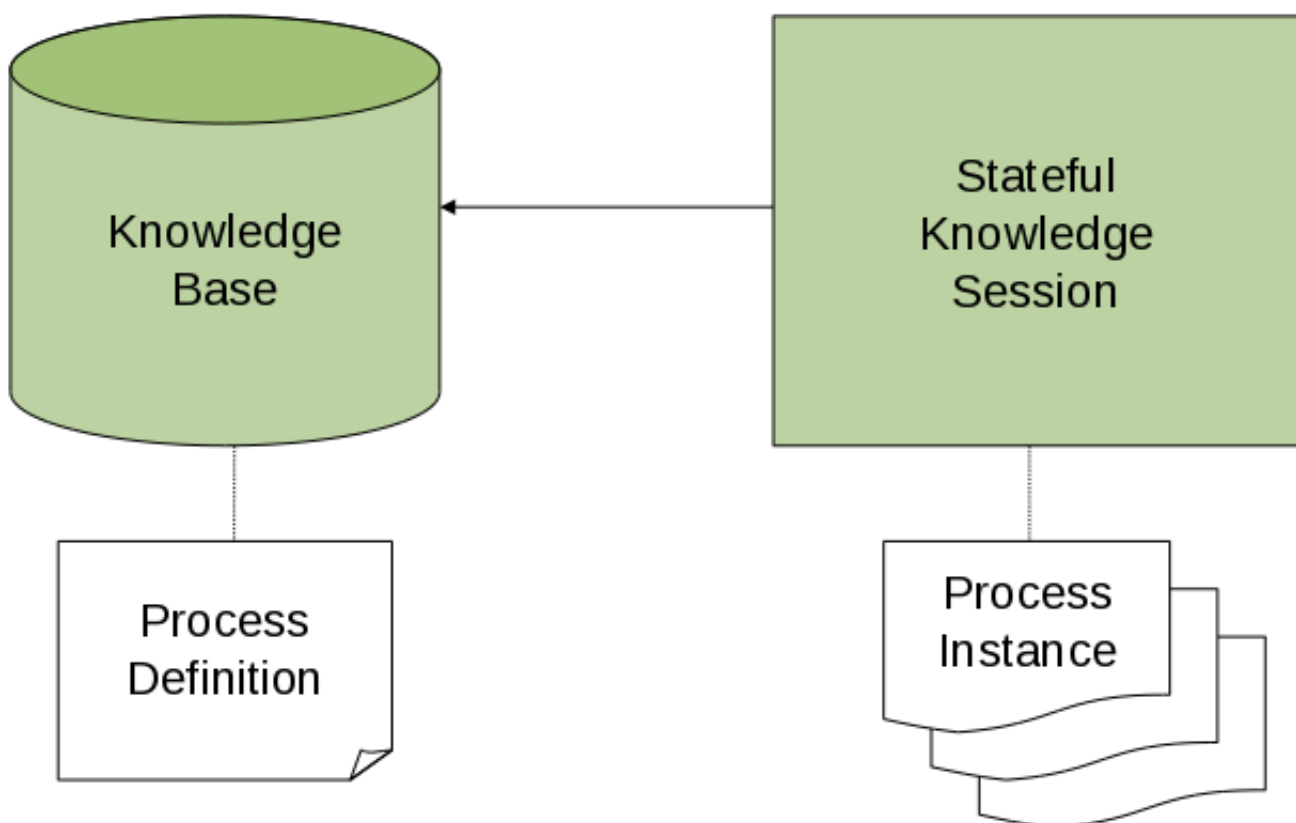 Knowledge
Base
Stateful
Knowledge
Session
Process
Definition
Process
Instance